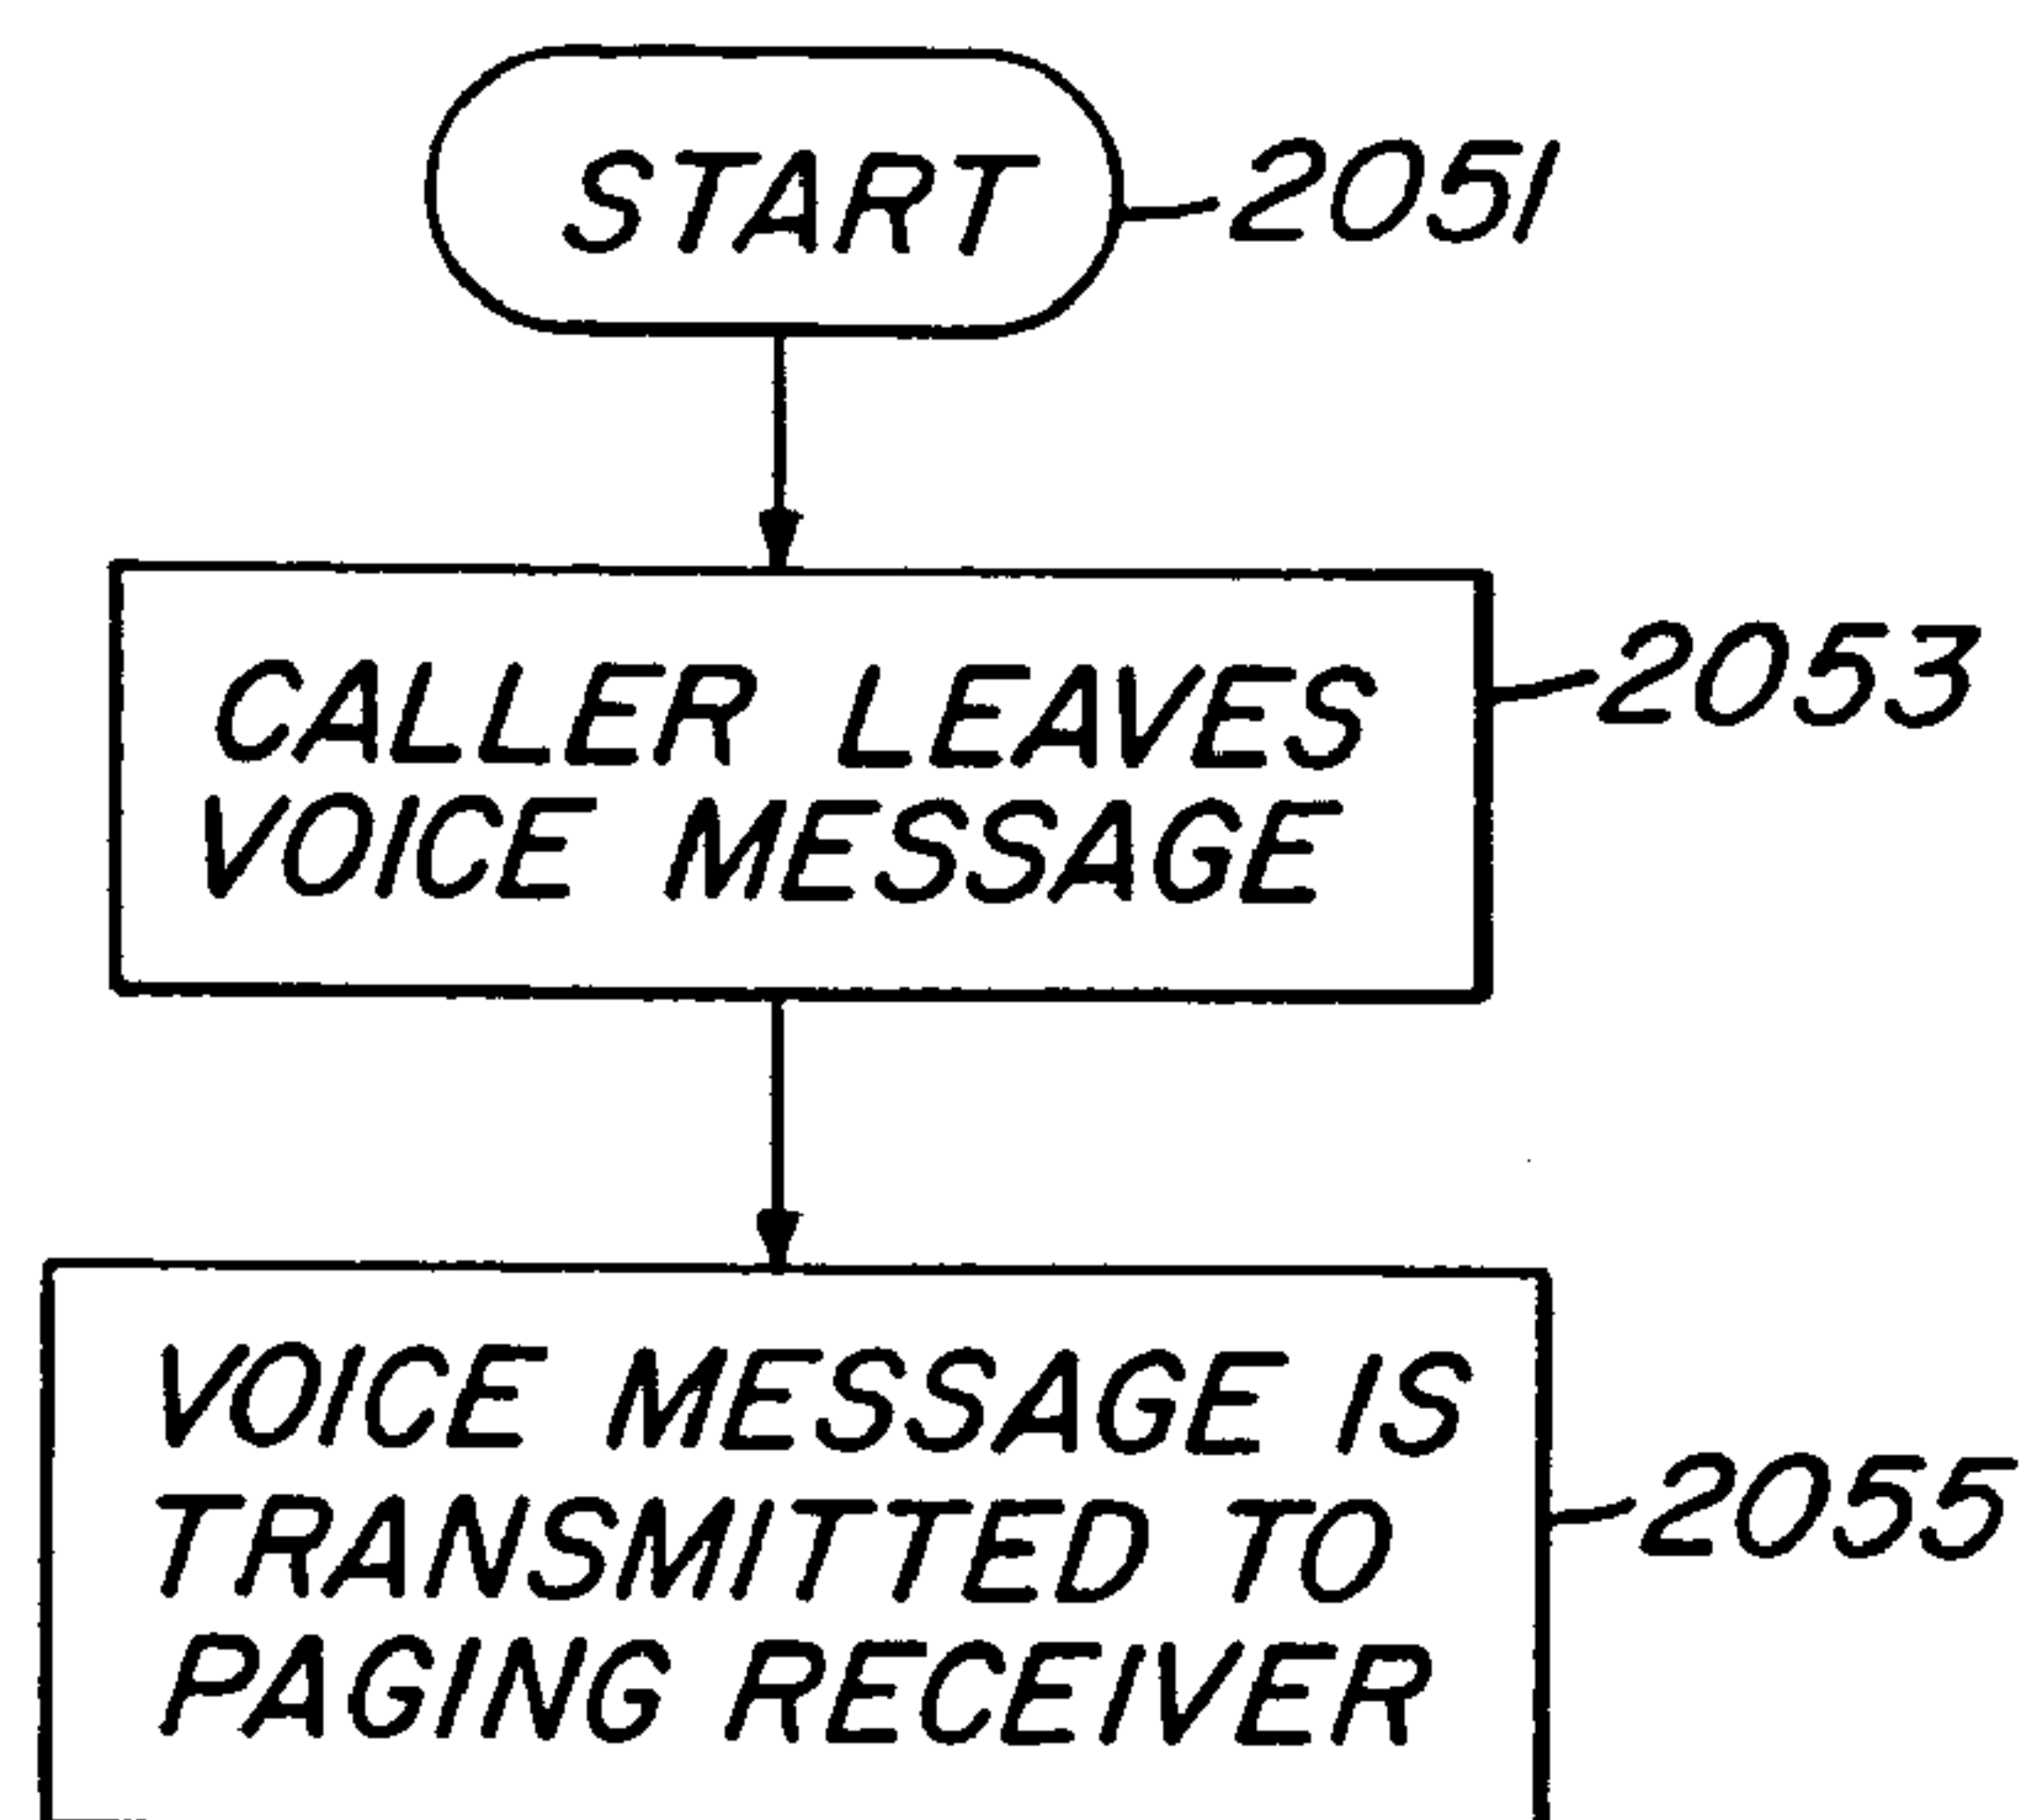 START
2051
CALLER LEAVES
VOICE MESSAGE
2053
VOICE MESSAGE IS
TRANSMITTED TO
PAGING RECEIVER
2055